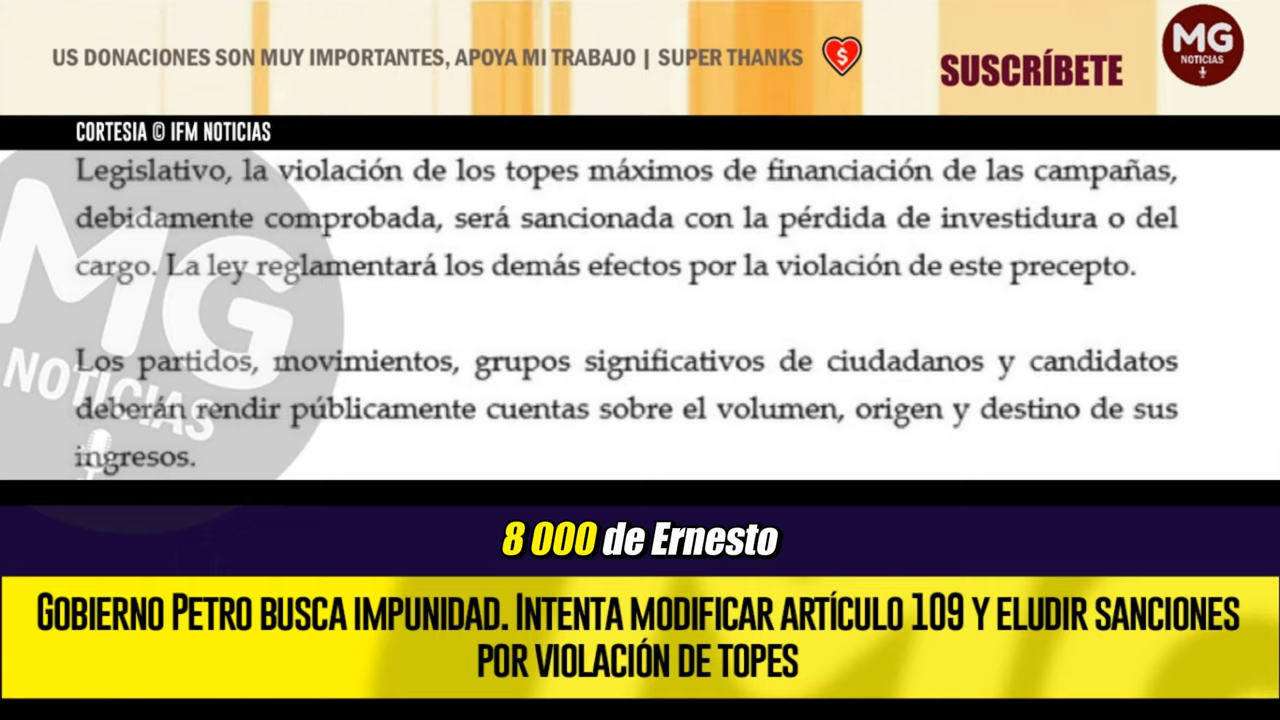 US DONACIONES SON MUY IMPORTANTES, APOYA MI TRABAJO | SUPER THANKS
SUSCRÍBETE
MG
NOTICIAS
CORTESIA © IFM NOTICIAS
Legislativo, la violación de los topes máximos de financiación de las campañas,
debidamente comprobada, será sancionada con la pérdida de investidura o del
cargo. La ley reglamentará los demás efectos por la violación de este precepto.
Los partidos, movimientos, grupos significativos de ciudadanos y candidatos
deberán rendir públicamente cuentas sobre el volumen, origen y destino de sus
ingresos.
MG
NOTICIAS
8 000 de Ernesto
GOBIERNO PETRO BUSCA IMPUNIDAD. INTENTA MODIFICAR ARTÍCULO 109 Y ELUDIR SANCIONES
POR VIOLACIÓN DE TOPES